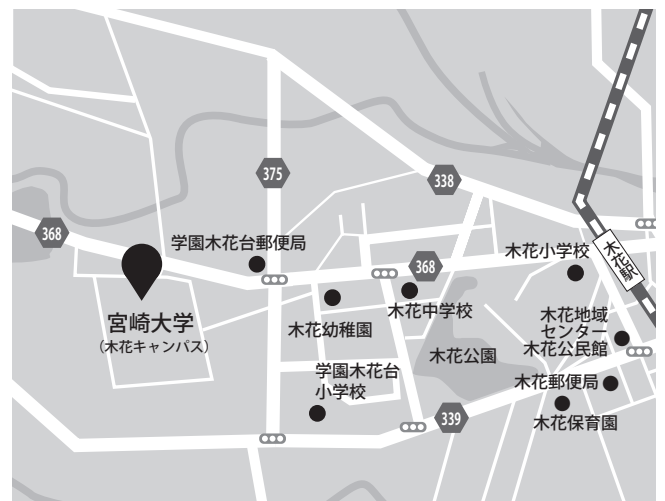 375
338
368
学園木花台郵便局
368
木花小学校
木花駅
宮崎大学
(木花キャンパス)
木花幼稚園
木花中学校
木花地域
センター
木花公民館
木花公園
学園木花台
小学校
木花郵便局
339
木花保育園